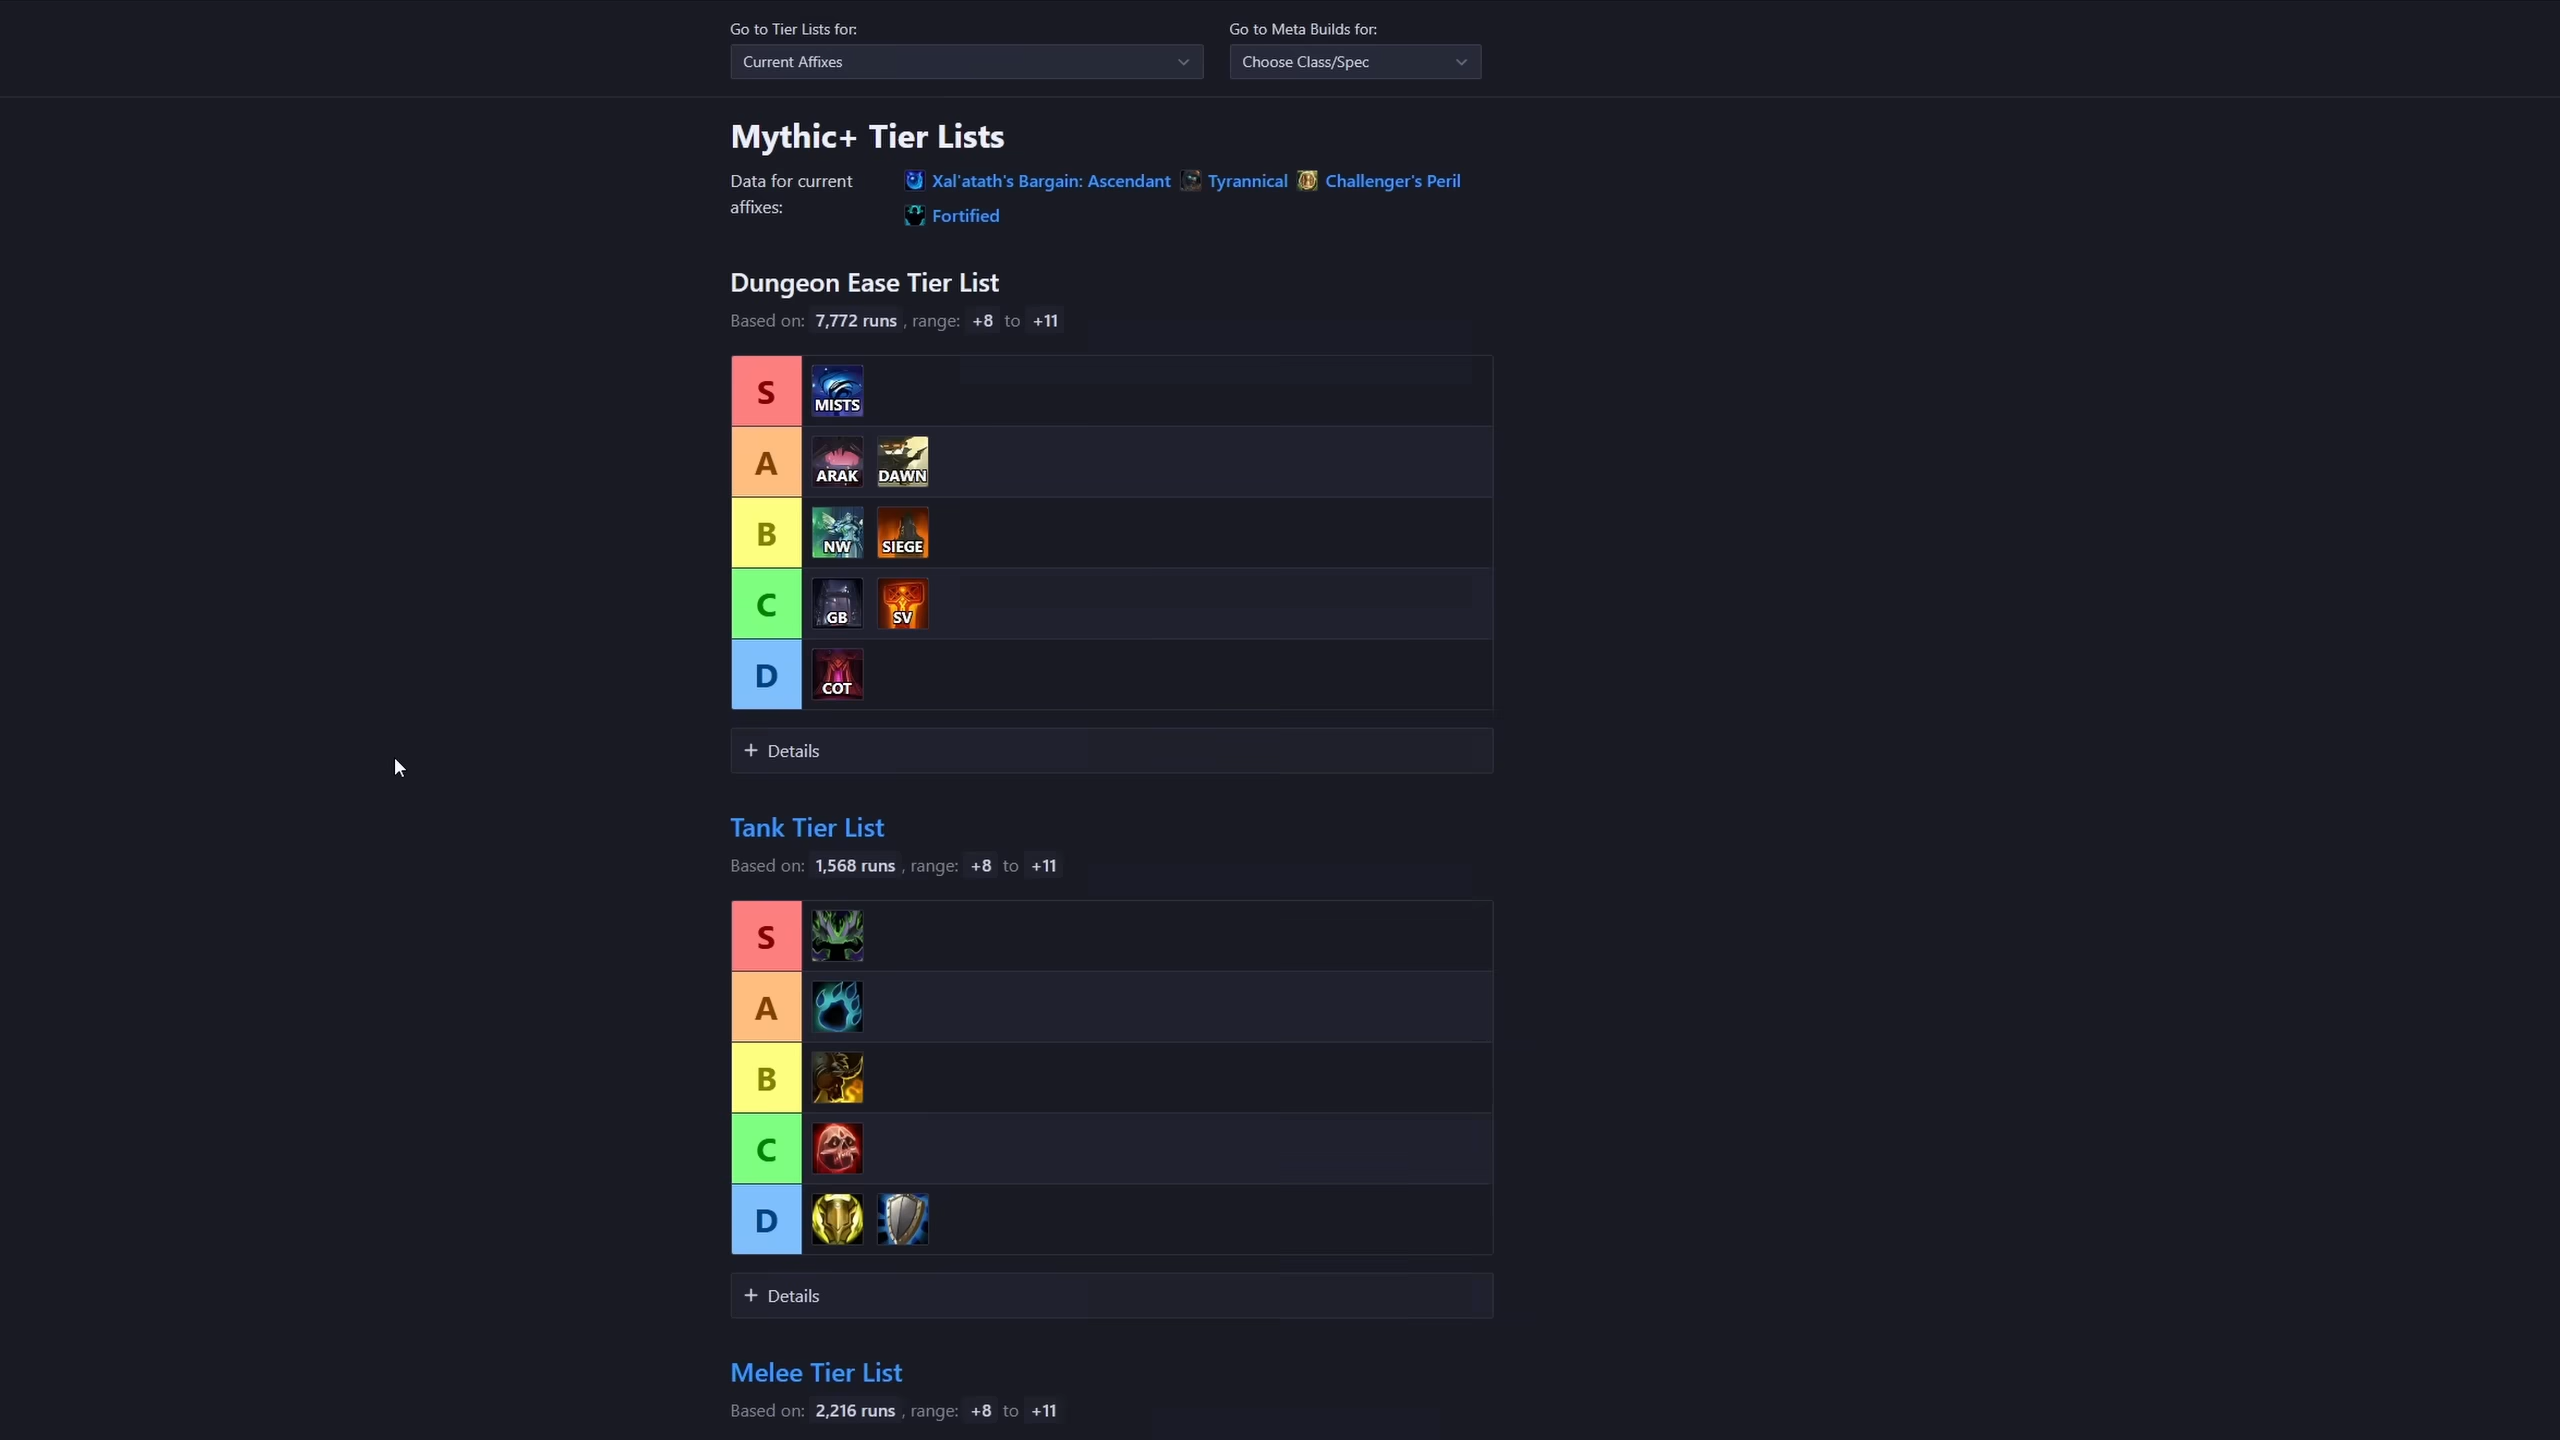 Go to Tier Lists for:
Go to Meta Builds for:
Current Affixes
Choose Class/Spec
Mythic+ Tier Lists
Data for current
affixes:
Xal'atath's Bargain: Ascendant Tyrannical Challenger's Peril
Fortified
Dungeon Ease Tier List
Based on: 7,772 runs , range: +8 to +11
S MISTS
A ARAK DAWN
B NW SIEGE
C GB SV
D COT
+ Details
Tank Tier List
Based on: 1,568 runs , range: +8 to +11
S
A
B
C
D
+ Details
Melee Tier List
Based on: 2,216 runs , range: +8 to +11